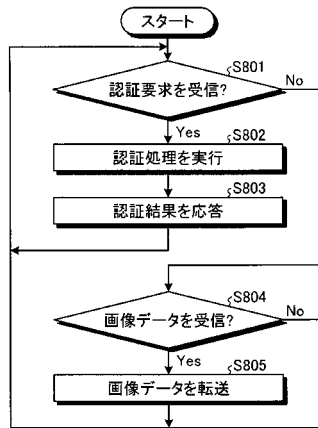 スタート
S801
認証要求を受信?
No
Yes
S802
認証処理を実行
S803
認証結果を応答
S804
画像データを受信?
No
Yes
S805
画像データを転送